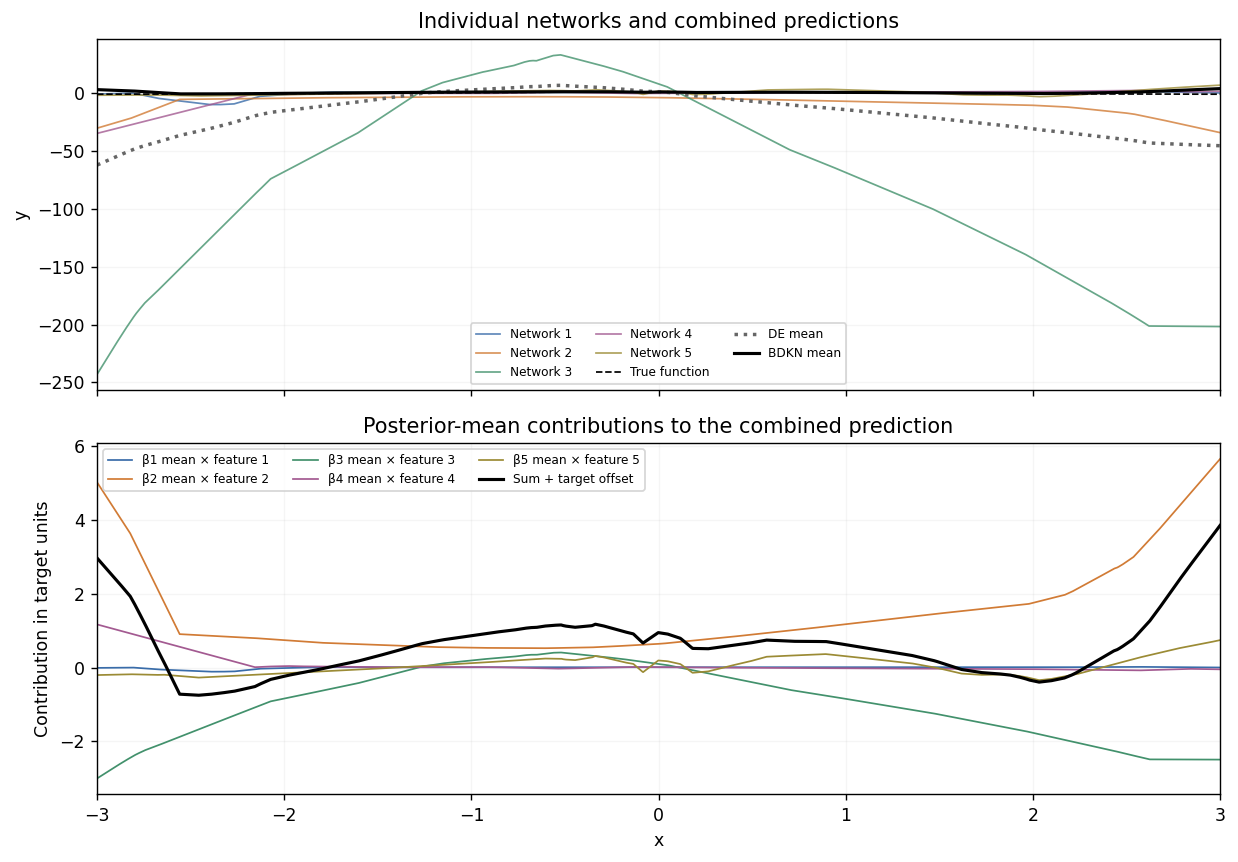 Individual networks and combined predictions
y
0
−50
−100
−150
−200
−250
Network 1
Network 2
Network 3
Network 4
Network 5
True function
DE mean
BDKN mean
Posterior-mean contributions to the combined prediction
Contribution in target units
6
4
2
0
−2
β1 mean × feature 1
β2 mean × feature 2
β3 mean × feature 3
β4 mean × feature 4
β5 mean × feature 5
Sum + target offset
−3
−2
−1
0
1
2
3
x